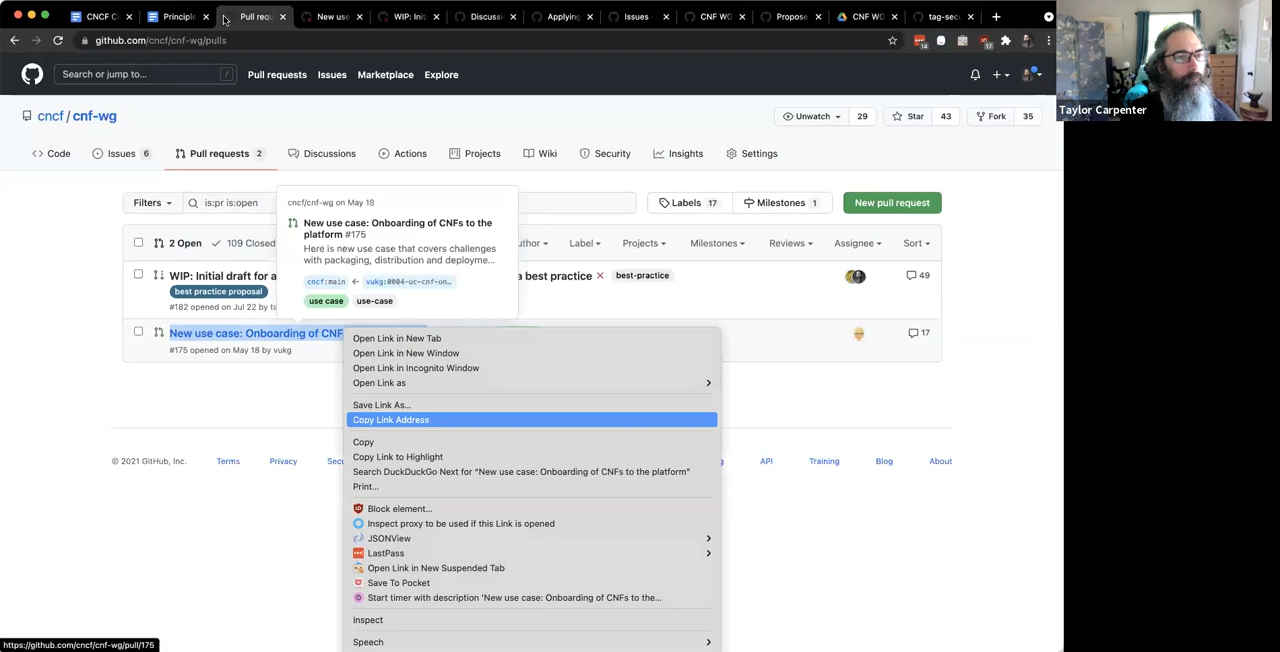 CNCF Cl
Principle
Pull requ
New use
WIP: Init
Discussi
Applying
Issues
CNF WG
Propose
CNF WG
tag-secu
github.com/cncf/cnf-wg/pulls
14
17
Taylor Carpenter
Search or jump to...
/
Pull requests
Issues
Marketplace
Explore
cncf / cnf-wg
Unwatch
29
Star
43
Fork
35
Code
Issues 6
Pull requests 2
Discussions
Actions
Projects
Wiki
Security
Insights
Settings
Filters
is:pr is:open
Labels 17
Milestones 1
New pull request
cncf/cnf-wg on May 18
New use case: Onboarding of CNFs to the
platform #175
Here is new use case that covers challenges
with packaging, distribution and deployme...
cncf:main
vukg:0004-uc-cnf-on…
use case
use-case
2 Open
109 Closed
uthor
Label
Projects
Milestones
Reviews
Assignee
Sort
WIP: Initial draft for a
a best practice
best-practice
49
best practice proposal
#182 opened on Jul 22 by ta
New use case: Onboarding of CNF
17
#175 opened on May 18 by vukg
Open Link in New Tab
Open Link in New Window
Open Link in Incognito Window
Open Link as
Save Link As...
Copy Link Address
Copy
Copy Link to Highlight
Search DuckDuckGo Next for “New use case: Onboarding of CNFs to the platform”
Print...
Block element...
Inspect proxy to be used if this Link is opened
JSONView
LastPass
Open Link in New Suspended Tab
Save To Pocket
Start timer with description 'New use case: Onboarding of CNFs to the...
Inspect
Speech
© 2021 GitHub, Inc.
Terms
Privacy
Secu
g
API
Training
Blog
About
https://github.com/cncf/cnf-wg/pull/175